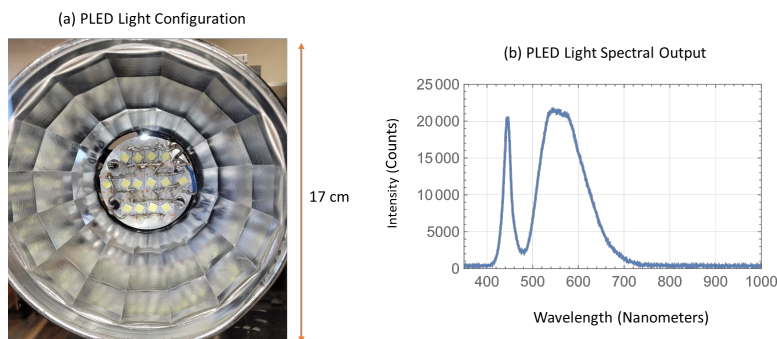 (a) PLED Light Configuration
17 cm
(b) PLED Light Spectral Output
25 000
20 000
15 000
10 000
5000
0
Intensity (Counts)
400 500 600 700 800 900 1000
Wavelength (Nanometers)